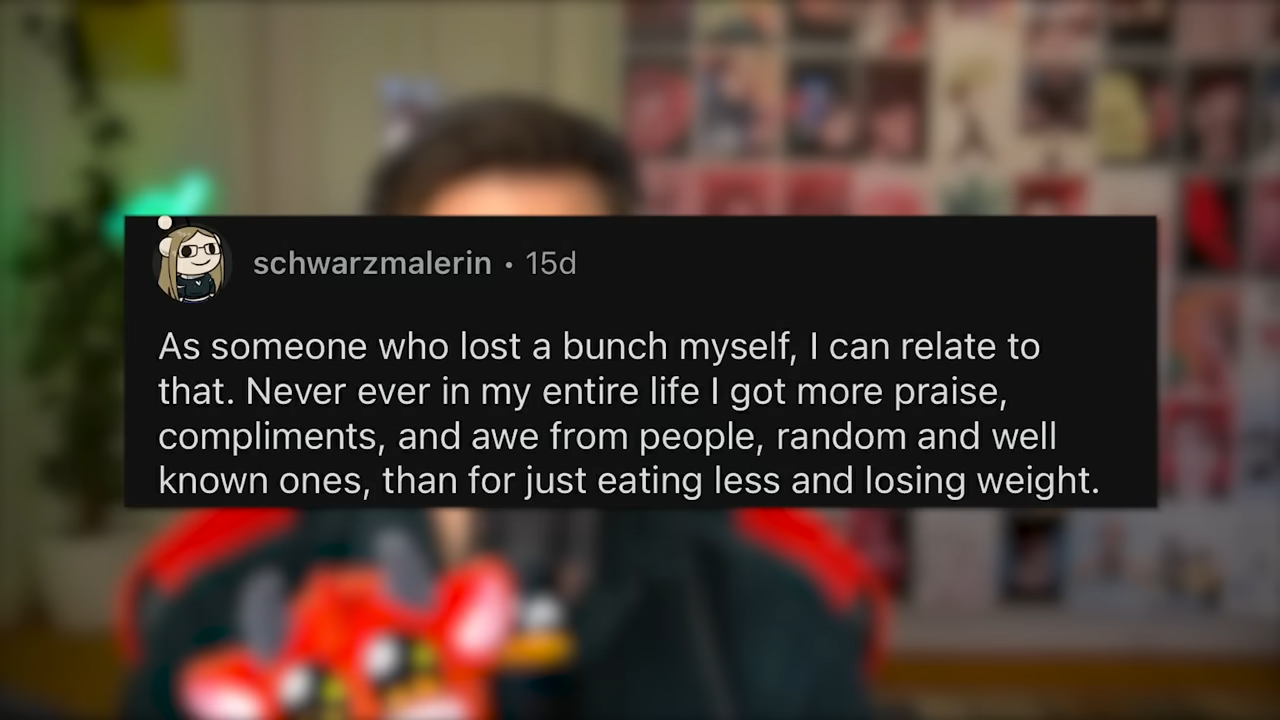 schwarzmalerin • 15d
As someone who lost a bunch myself, I can relate to
that. Never ever in my entire life I got more praise,
compliments, and awe from people, random and well
known ones, than for just eating less and losing weight.